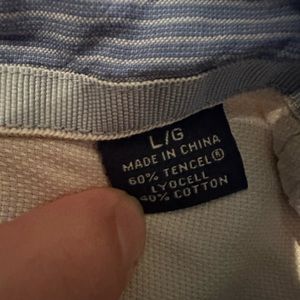 L/G
MADE IN CHINA
60% TENCEL®
LYOCELL
40% COTTON